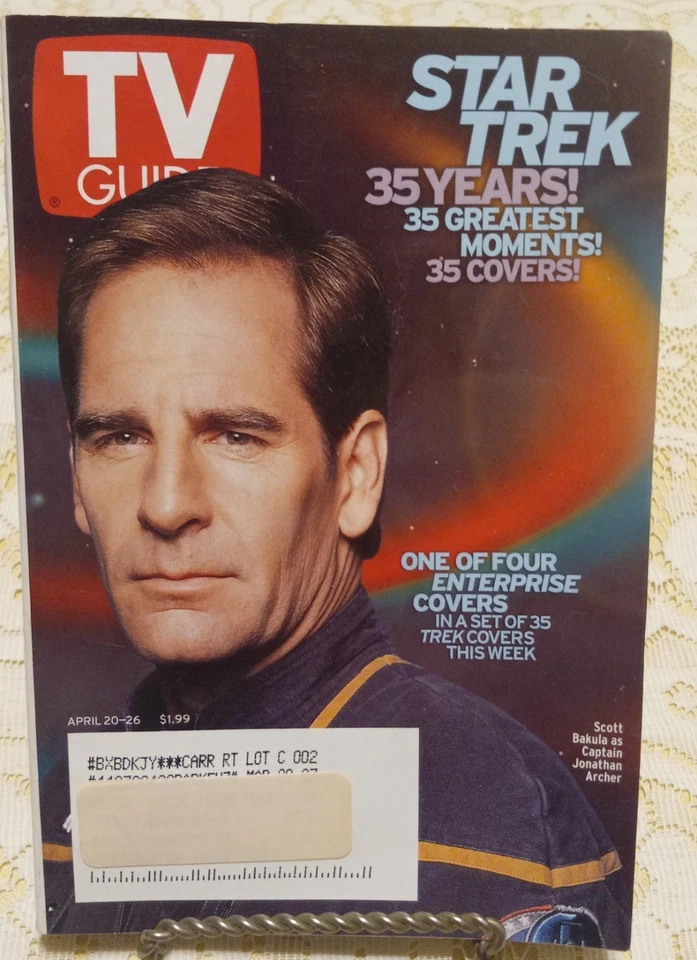 TV
GUIDE
®
STAR
TREK
35 YEARS!
35 GREATEST
MOMENTS!
35 COVERS!
ONE OF FOUR
ENTERPRISE
COVERS
IN A SET OF 35
TREK COVERS
THIS WEEK
APRIL 20–26 $1.99
Scott
Bakula as
Captain
Jonathan
Archer
#BXBDKJY***CARR RT LOT C 002